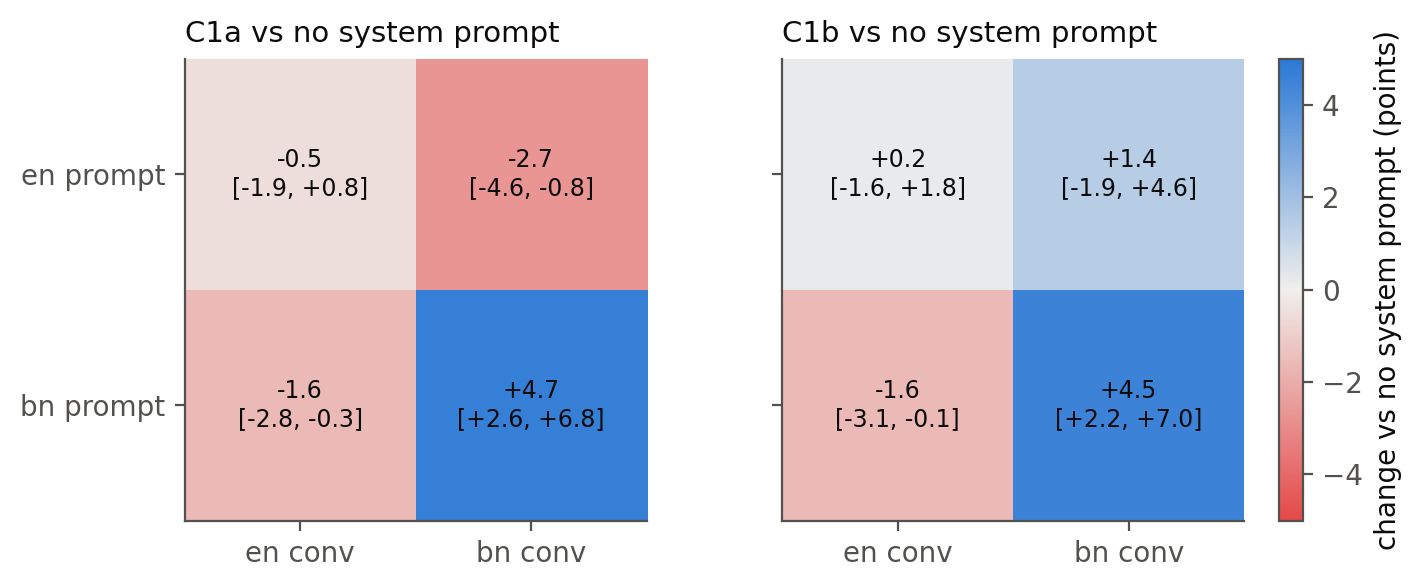 C1a vs no system prompt
C1b vs no system prompt
en prompt
-0.5
[-1.9, +0.8]
-2.7
[-4.6, -0.8]
+0.2
[-1.6, +1.8]
+1.4
[-1.9, +4.6]
bn prompt
-1.6
[-2.8, -0.3]
+4.7
[+2.6, +6.8]
-1.6
[-3.1, -0.1]
+4.5
[+2.2, +7.0]
en conv
bn conv
en conv
bn conv
4
2
0
−2
−4
change vs no system prompt (points)